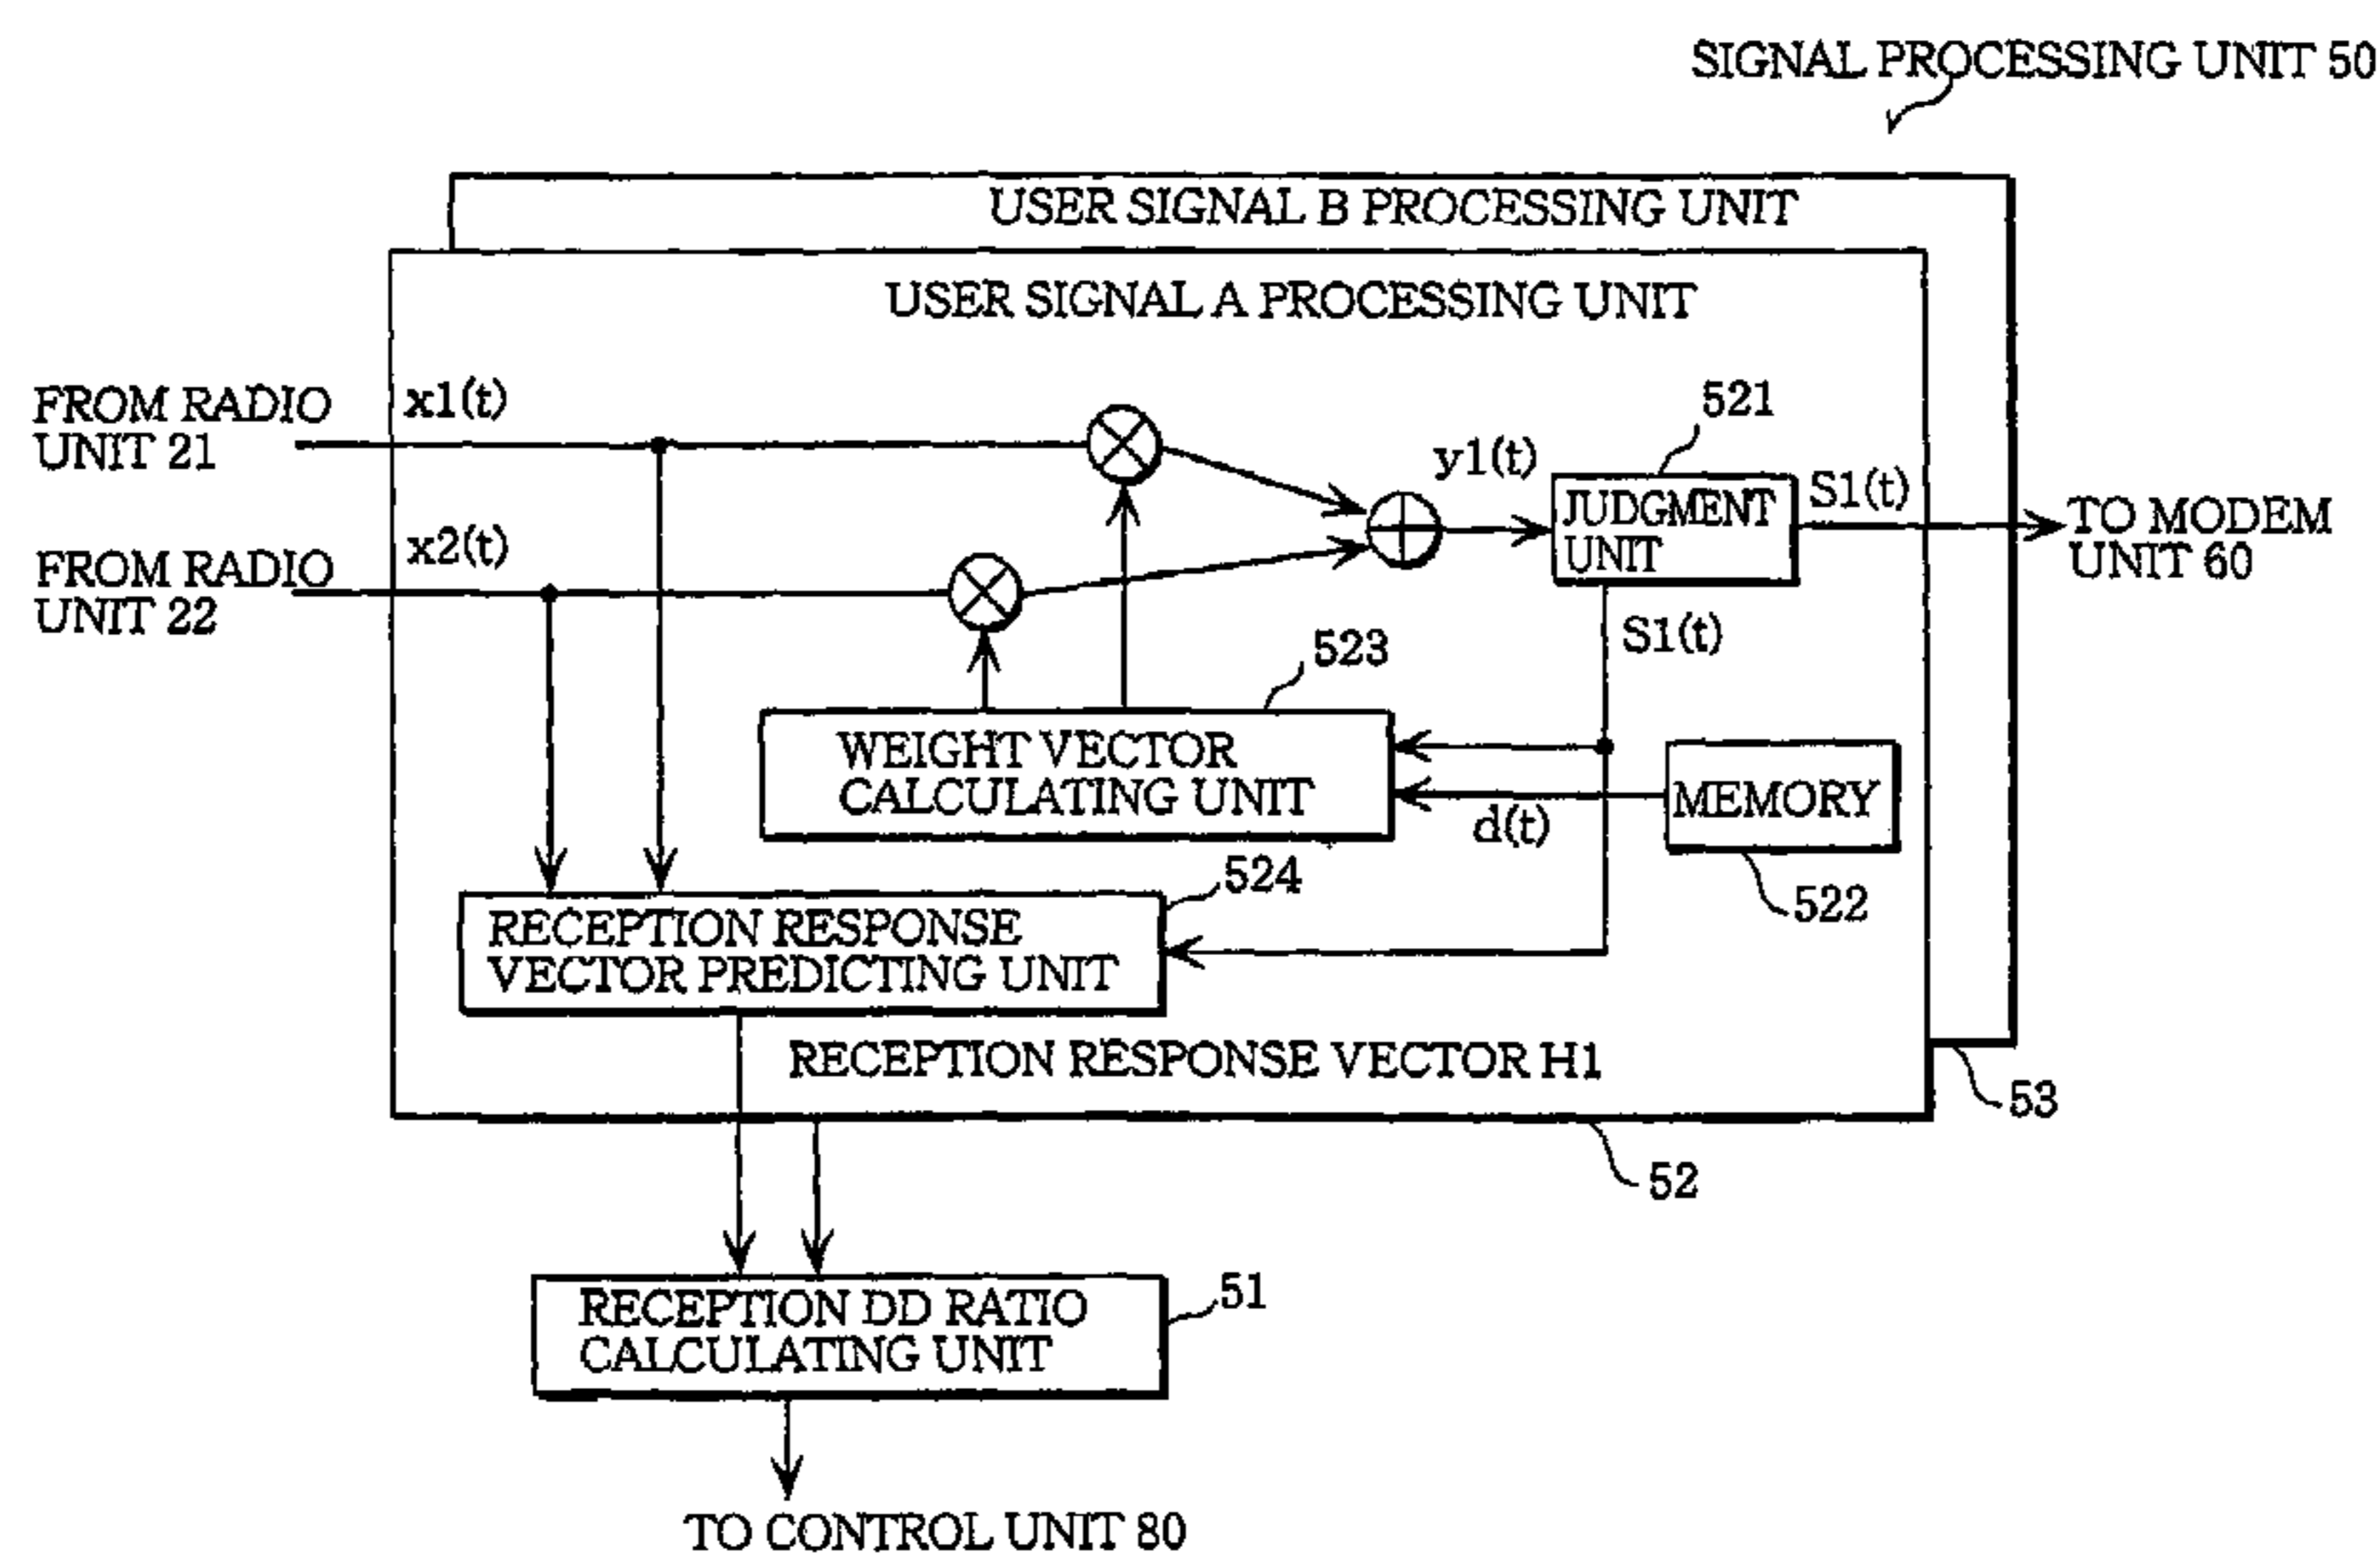 SIGNAL PROCESSING UNIT 50
USER SIGNAL B PROCESSING UNIT
USER SIGNAL A PROCESSING UNIT
FROM RADIO
UNIT 21
x1(t)
521
y1(t)
JUDGMENT
UNIT
S1(t)
TO MODEM
UNIT 60
FROM RADIO
UNIT 22
x2(t)
S1(t)
523
WEIGHT VECTOR
CALCULATING UNIT
d(t)
MEMORY
522
524
RECEPTION RESPONSE
VECTOR PREDICTING UNIT
RECEPTION RESPONSE VECTOR H1
53
52
51
RECEPTION DD RATIO
CALCULATING UNIT
TO CONTROL UNIT 80